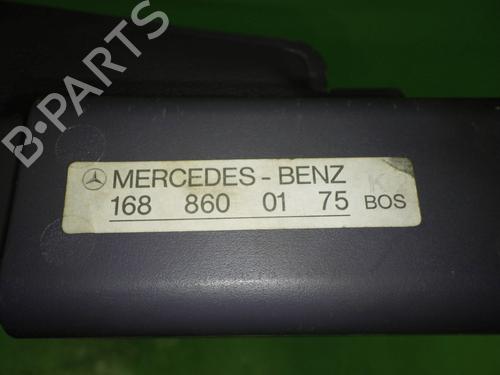 B-PARTS
MERCEDES-BENZ
168 860 01 75 BOS